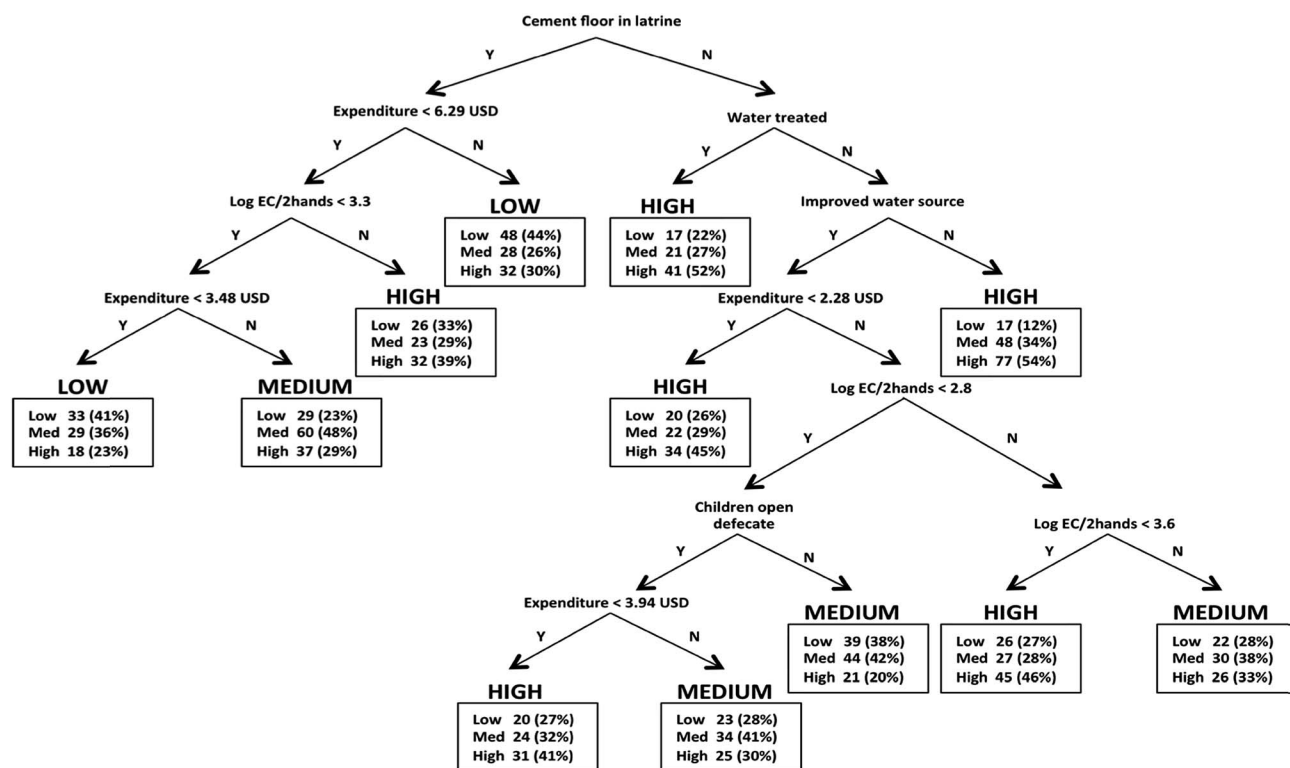 Cement floor in latrine
Y
N
Expenditure < 6.29 USD
Water treated
Y
N
Y
N
Log EC/2hands < 3.3
LOW
Low 48 (44%)
Med 28 (26%)
High 32 (30%)
HIGH
Low 17 (22%)
Med 21 (27%)
High 41 (52%)
Improved water source
Y
N
Y
N
Expenditure < 3.48 USD
HIGH
Low 26 (33%)
Med 23 (29%)
High 32 (39%)
Expenditure < 2.28 USD
HIGH
Low 17 (12%)
Med 48 (34%)
High 77 (54%)
Y
N
Y
N
LOW
Low 33 (41%)
Med 29 (36%)
High 18 (23%)
MEDIUM
Low 29 (23%)
Med 60 (48%)
High 37 (29%)
HIGH
Low 20 (26%)
Med 22 (29%)
High 34 (45%)
Log EC/2hands < 2.8
Y
N
Children open
defecate
Log EC/2hands < 3.6
Y
N
Y
N
Expenditure < 3.94 USD
MEDIUM
Low 39 (38%)
Med 44 (42%)
High 21 (20%)
HIGH
Low 26 (27%)
Med 27 (28%)
High 45 (46%)
MEDIUM
Low 22 (28%)
Med 30 (38%)
High 26 (33%)
Y
N
HIGH
Low 20 (27%)
Med 24 (32%)
High 31 (41%)
MEDIUM
Low 23 (28%)
Med 34 (41%)
High 25 (30%)